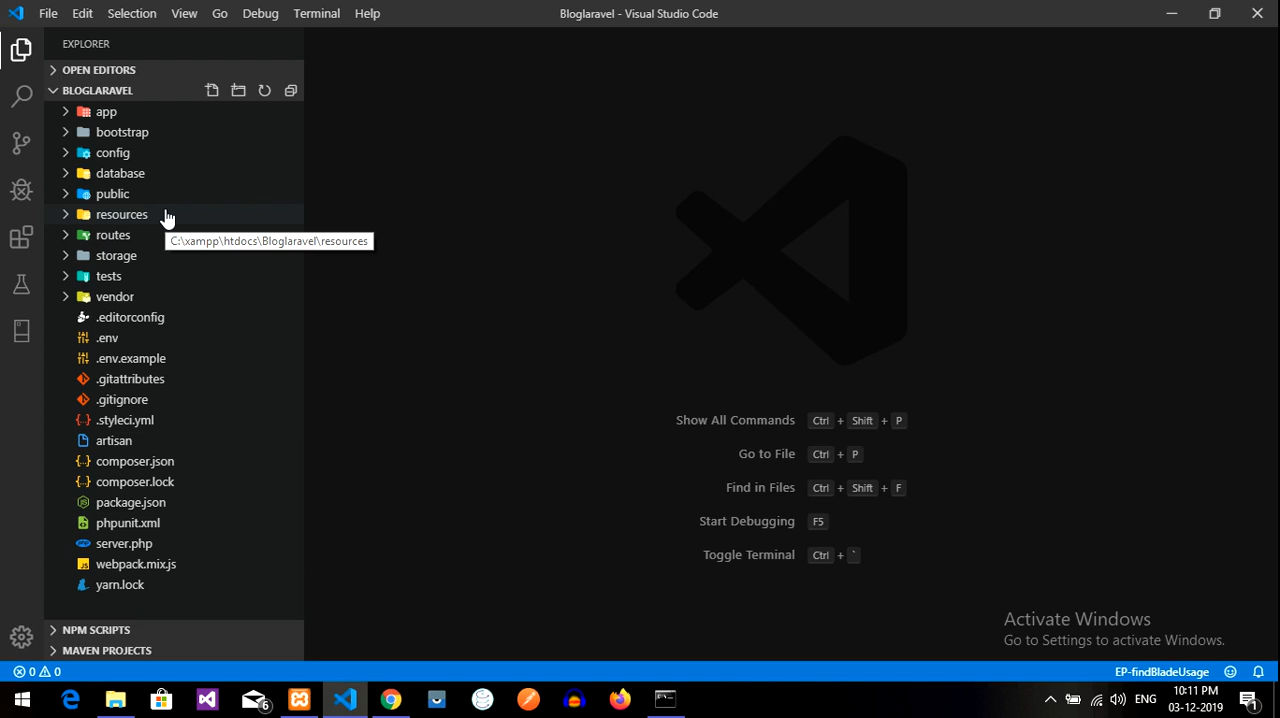 File Edit Selection View Go Debug Terminal Help
Bloglaravel - Visual Studio Code
EXPLORER
OPEN EDITORS
BLOGLARAVEL
app
bootstrap
config
database
public
resources
routes
C:\xampp\htdocs\Bloglaravel\resources
storage
tests
vendor
.editorconfig
.env
.env.example
.gitattributes
.gitignore
.styleci.yml
artisan
composer.json
composer.lock
package.json
phpunit.xml
server.php
webpack.mix.js
yarn.lock
NPM SCRIPTS
MAVEN PROJECTS
Show All Commands Ctrl + Shift + P
Go to File Ctrl + P
Find in Files Ctrl + Shift + F
Start Debugging F5
Toggle Terminal Ctrl + `
Activate Windows
Go to Settings to activate Windows.
0 0
EP-findBladeUsage
6
ENG
10:11 PM
03-12-2019
1